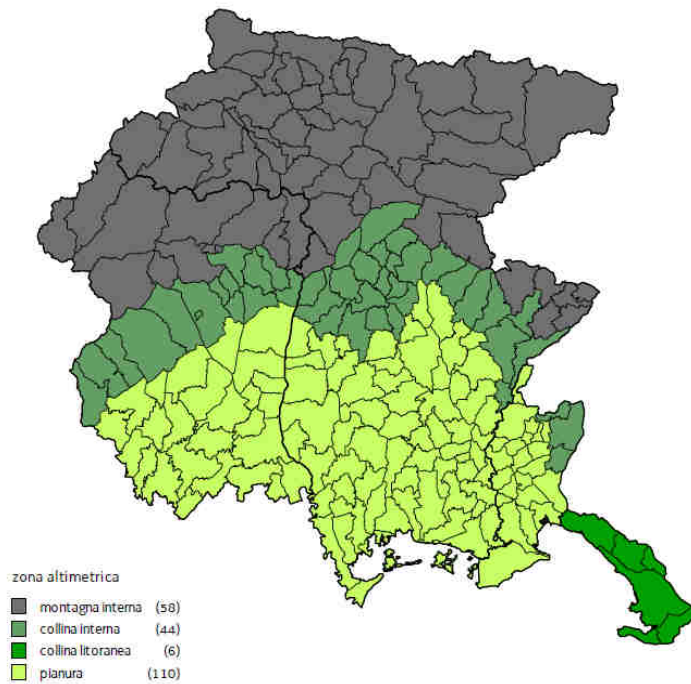 zona altimetrica
montagna interna (58)
collina interna (44)
collina litoranea (6)
pianura (110)